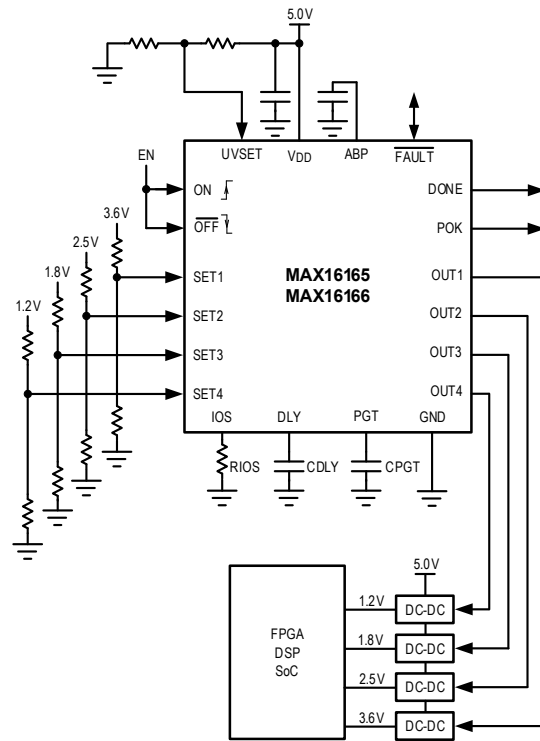 5.0V
UVSET
VDD
ABP
FAULT
EN
ON
OFF
3.6V
2.5V
1.8V
1.2V
SET1
SET2
SET3
SET4
MAX16165
MAX16166
DONE
POK
OUT1
OUT2
OUT3
OUT4
IOS
DLY
PGT
GND
RIOS
CDLY
CPGT
5.0V
FPGA
DSP
SoC
1.2V
DC-DC
1.8V
DC-DC
2.5V
DC-DC
3.6V
DC-DC